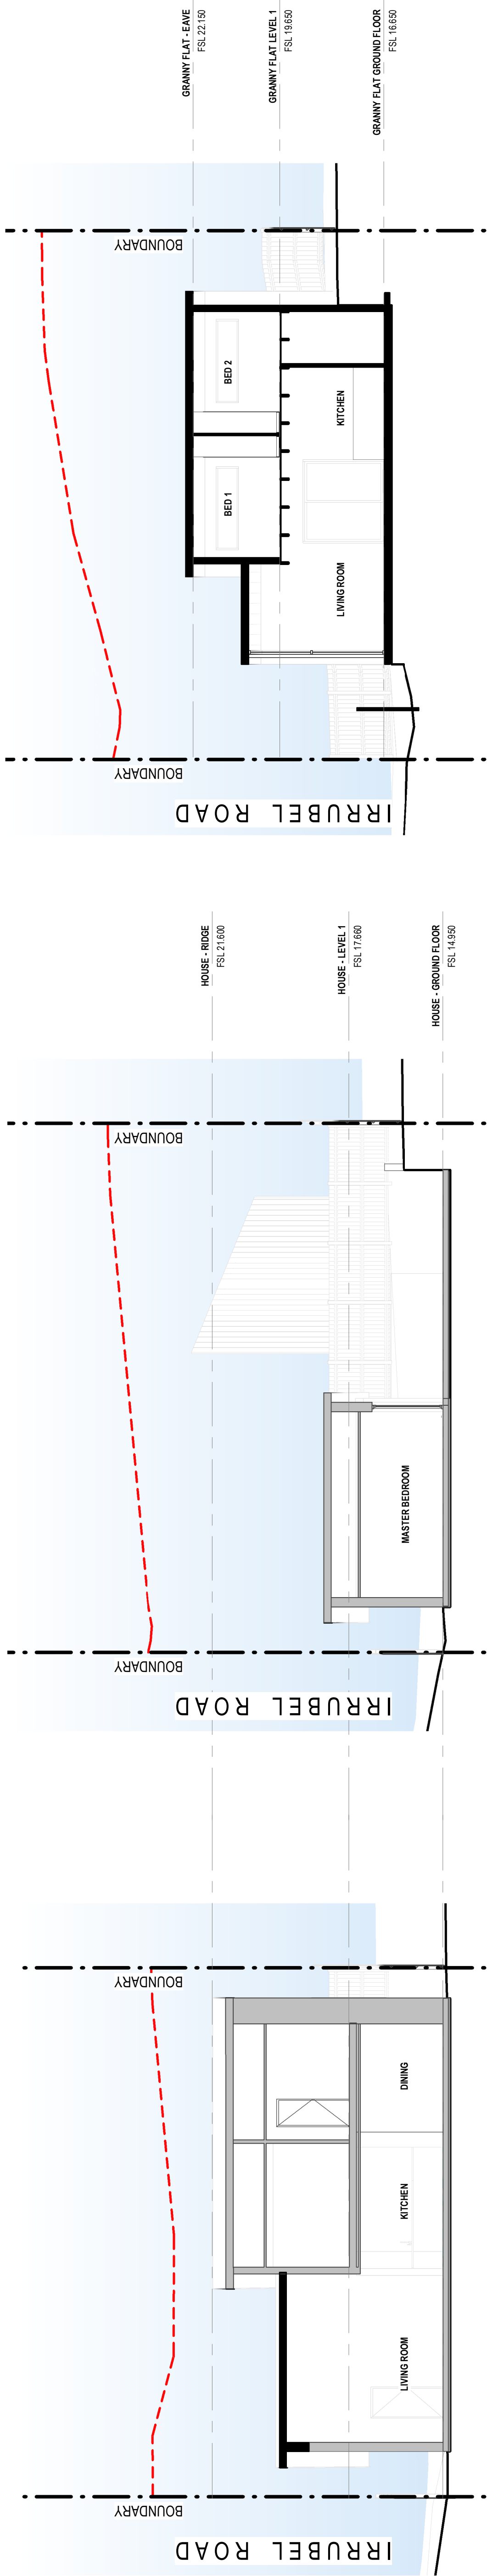 GRANNY FLAT - EAVE
FSL 22.150
GRANNY FLAT LEVEL 1
FSL 19.650
GRANNY FLAT GROUND FLOOR
FSL 16.650
BOUNDARY
BED 2
BED 1
KITCHEN
LIVING ROOM
BOUNDARY
IRRUBEL ROAD
HOUSE - RIDGE
FSL 21.600
HOUSE - LEVEL 1
FSL 17.660
HOUSE - GROUND FLOOR
FSL 14.950
BOUNDARY
MASTER BEDROOM
BOUNDARY
IRRUBEL ROAD
BOUNDARY
DINING
KITCHEN
LIVING ROOM
BOUNDARY
IRRUBEL ROAD